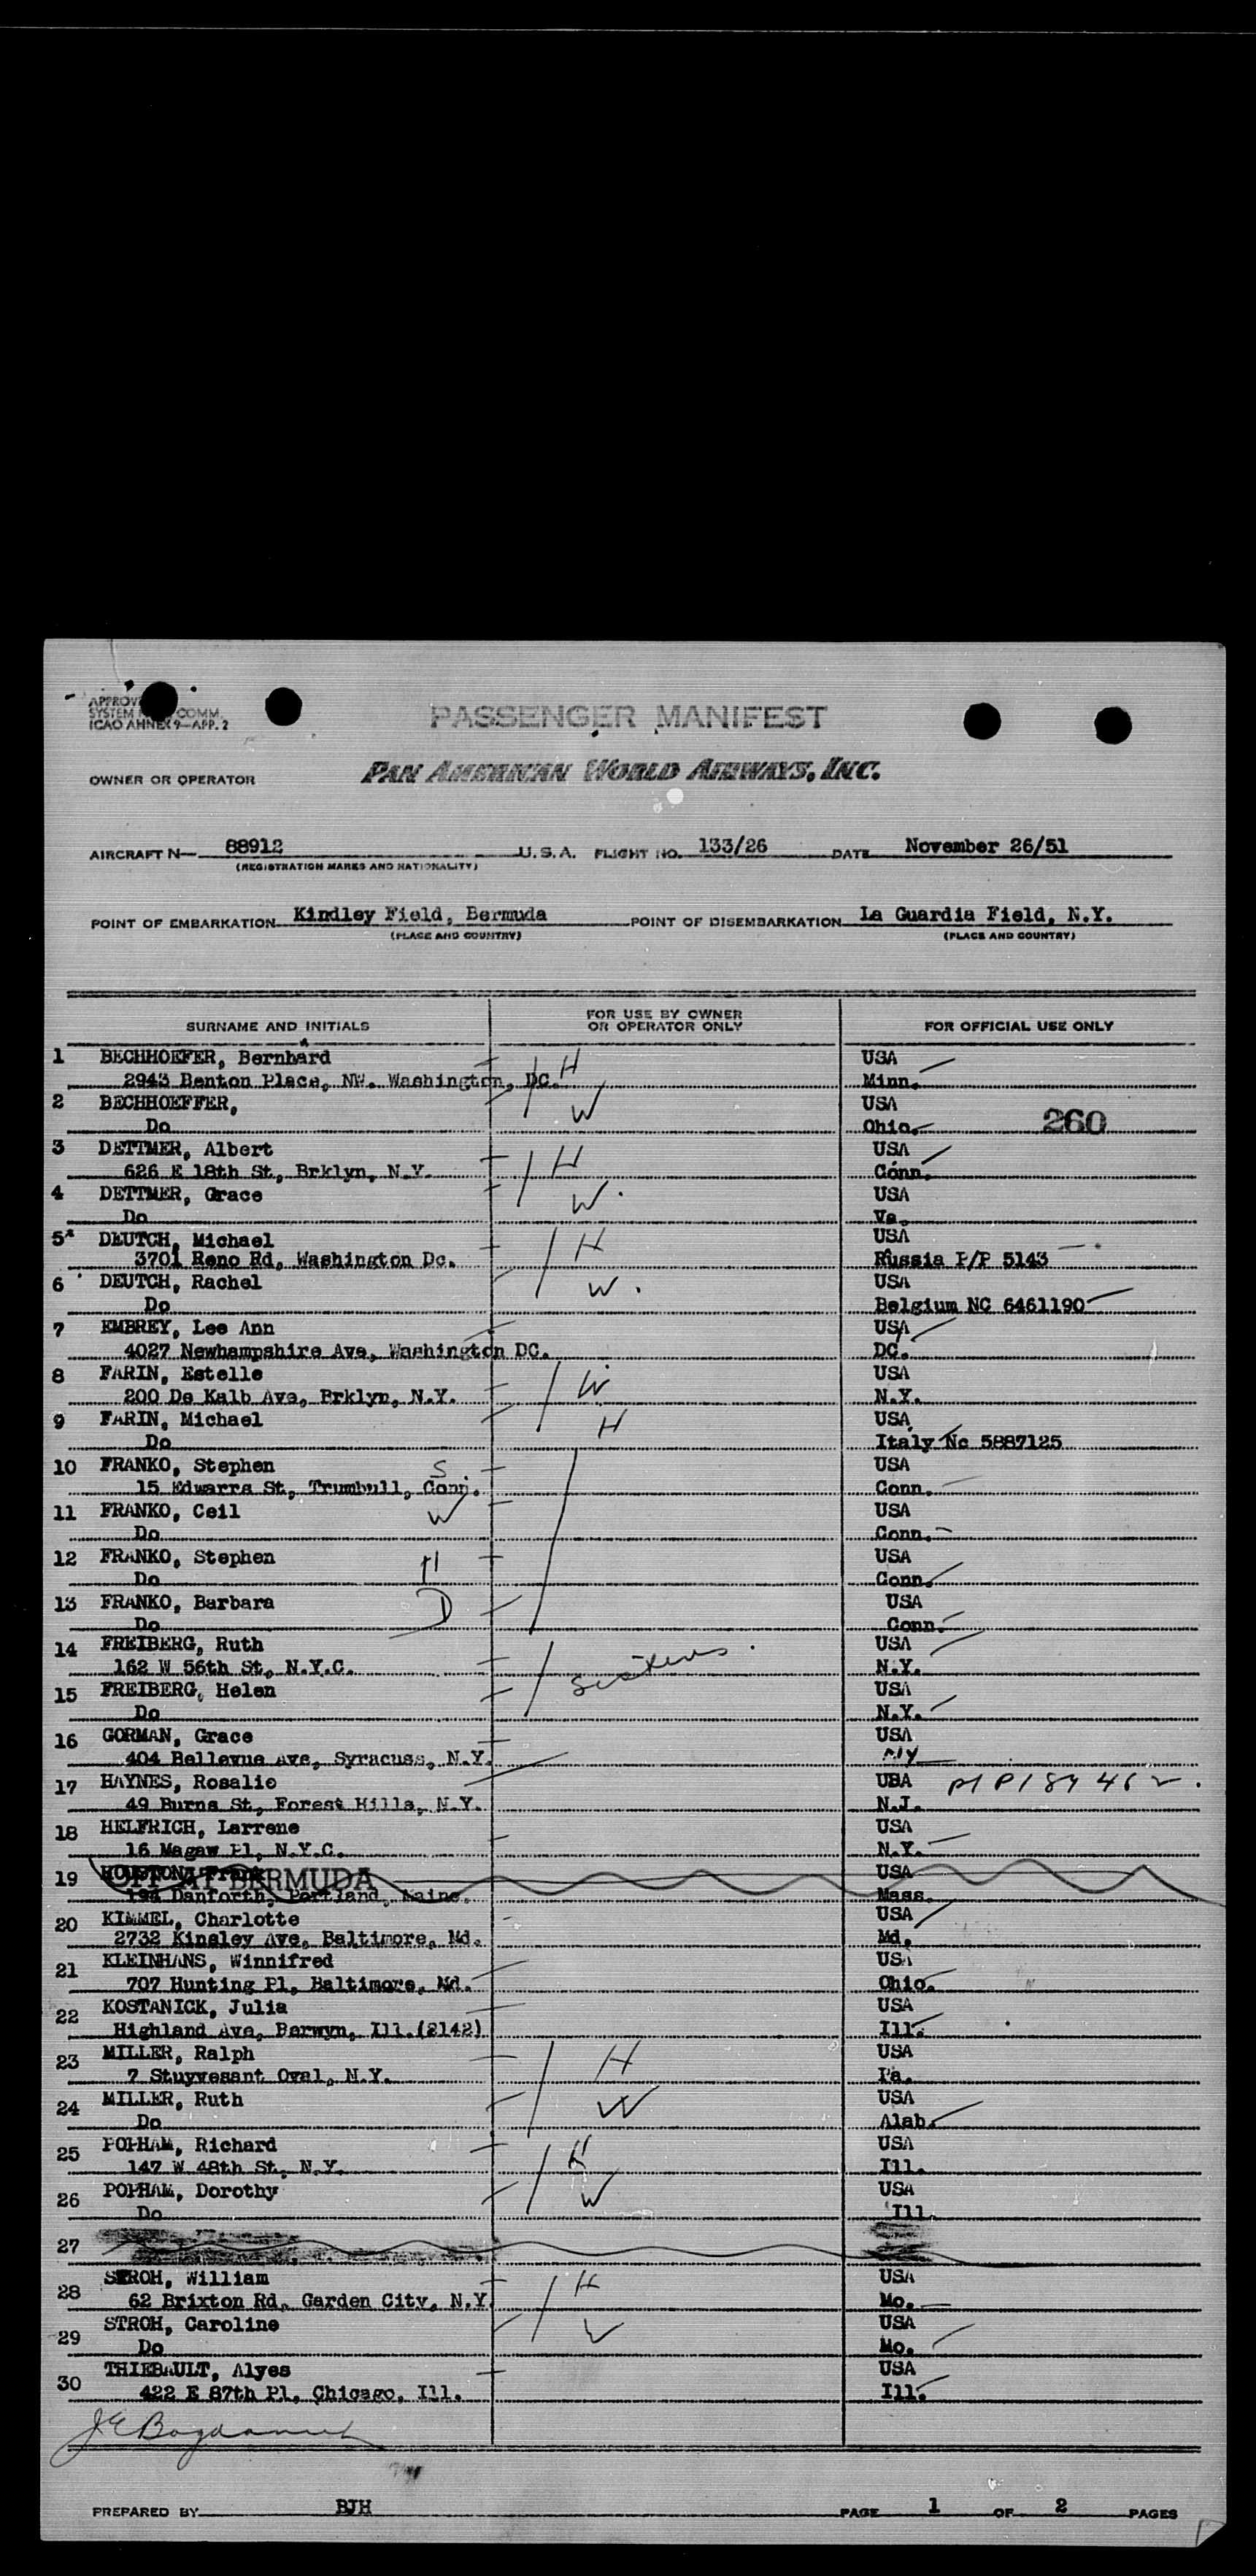 APPROV
SYSTEM COMM.
ICAO ANNEX 9—APP. 2
PASSENGER MANIFEST
OWNER OR OPERATOR PAN AMERICAN WORLD AIRWAYS, INC.
AIRCRAFT N— 88912 U.S.A. FLIGHT NO. 133/26 DATE November 26/51
(REGISTRATION MARKS AND NATIONALITY)
POINT OF EMBARKATION Kindley Field, Bermuda POINT OF DISEMBARKATION La Guardia Field, N.Y.
(PLACE AND COUNTRY) (PLACE AND COUNTRY)
SURNAME AND INITIALS FOR USE BY OWNER OR OPERATOR ONLY FOR OFFICIAL USE ONLY
1 BECHHOEFER, Bernhard H USA
2943 Benton Place, NW. Washington, DC. Minn.
2 BECHHOEFFER, W USA
Do Ohio. 260
3 DETTMER, Albert H USA
626 E 18th St, Brklyn, N.Y. Conn.
4 DETTMER, Grace W. USA
Do Va.
5 DEUTCH, Michael H USA
3701 Reno Rd, Washington Dc. Russia P/P 5143
6 DEUTCH, Rachel W. USA
Do Belgium NC 6461190
7 EMBREY, Lee Ann USA
4027 Newhampshire Ave, Washington DC. DC.
8 FARIN, Estelle W USA
200 De Kalb Ave, Brklyn, N.Y. N.Y.
9 FARIN, Michael H USA
Do Italy Nc 5887125
10 FRANKO, Stephen S USA
15 Edwarrs St, Trumbull, Conn. Conn.
11 FRANKO, Ceil W USA
Do Conn.
12 FRANKO, Stephen H USA
Do Conn.
13 FRANKO, Barbara D USA
Do Conn.
14 FREIBERG, Ruth USA
162 W 56th St, N.Y.C. sisters N.Y.
15 FREIBERG, Helen USA
Do N.Y.
16 GORMAN, Grace USA
404 Bellevue Ave, Syracuss, N.Y. NY
17 HAYNES, Rosalie USA
49 Burns St, Forest Hills, N.Y. N.J.
18 HELFRICH, Larrene USA
16 Magaw Pl, N.Y.C. N.Y.
19 HOUSTON, Frank OFF AT BERMUDA USA
194 Danforth, Portland, Maine. Mass.
20 KIMMEL, Charlotte USA
2732 Kinsley Ave, Baltimore, Md. Md.
21 KLEINHANS, Winnifred USA
707 Hunting Pl, Baltimore, Md. Ohio.
22 KOSTANICK, Julia USA
Highland Ave, Berwyn, Ill.(2142) Ill.
23 MILLER, Ralph H USA
7 Stuyvesant Oval, N.Y. Pa.
24 MILLER, Ruth W USA
Do Alab.
25 POPHAM, Richard H USA
147 W 48th St, N.Y. Ill.
26 POPHAM, Dorothy W USA
Do Ill.
27
28 STROH, William H USA
62 Brixton Rd, Garden City, N.Y. Mo.
29 STROH, Caroline W USA
Do Mo.
30 THIEBAULT, Alyes USA
422 E 87th Pl, Chicago, Ill. Ill.
PREPARED BY BJH PAGE 1 OF 2 PAGES